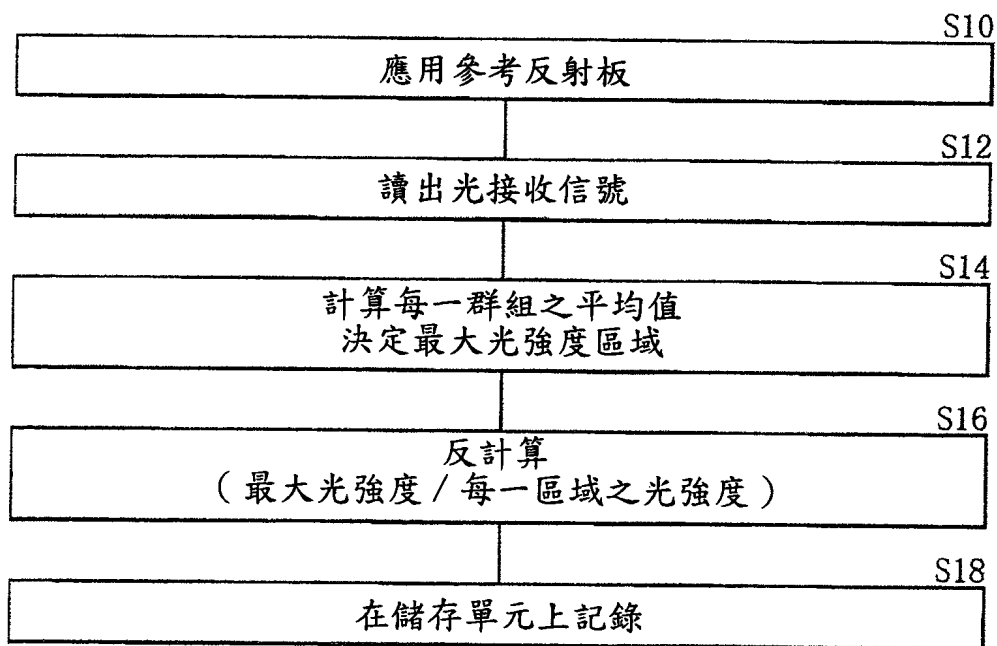 S10
應用參考反射板
S12
讀出光接收信號
S14
計算每一群組之平均值
決定最大光強度區域
S16
反計算
(最大光強度/每一區域之光強度)
S18
在儲存單元上記錄